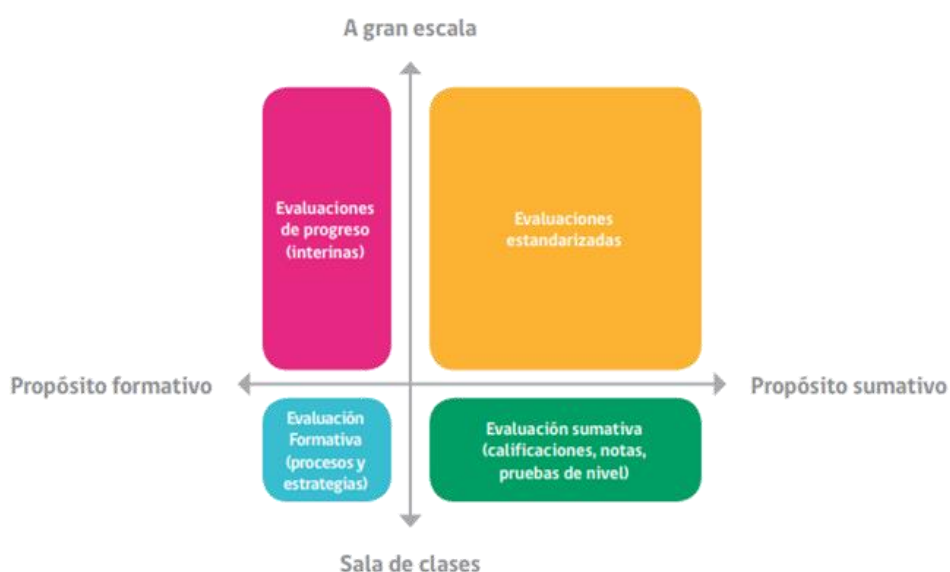 A gran escala
Evaluaciones
de progreso
(interinas)
Evaluaciones
estandarizadas
Propósito formativo
Propósito sumativo
Evaluación
Formativa
(procesos y
estrategias)
Evaluación sumativa
(calificaciones, notas,
pruebas de nivel)
Sala de clases